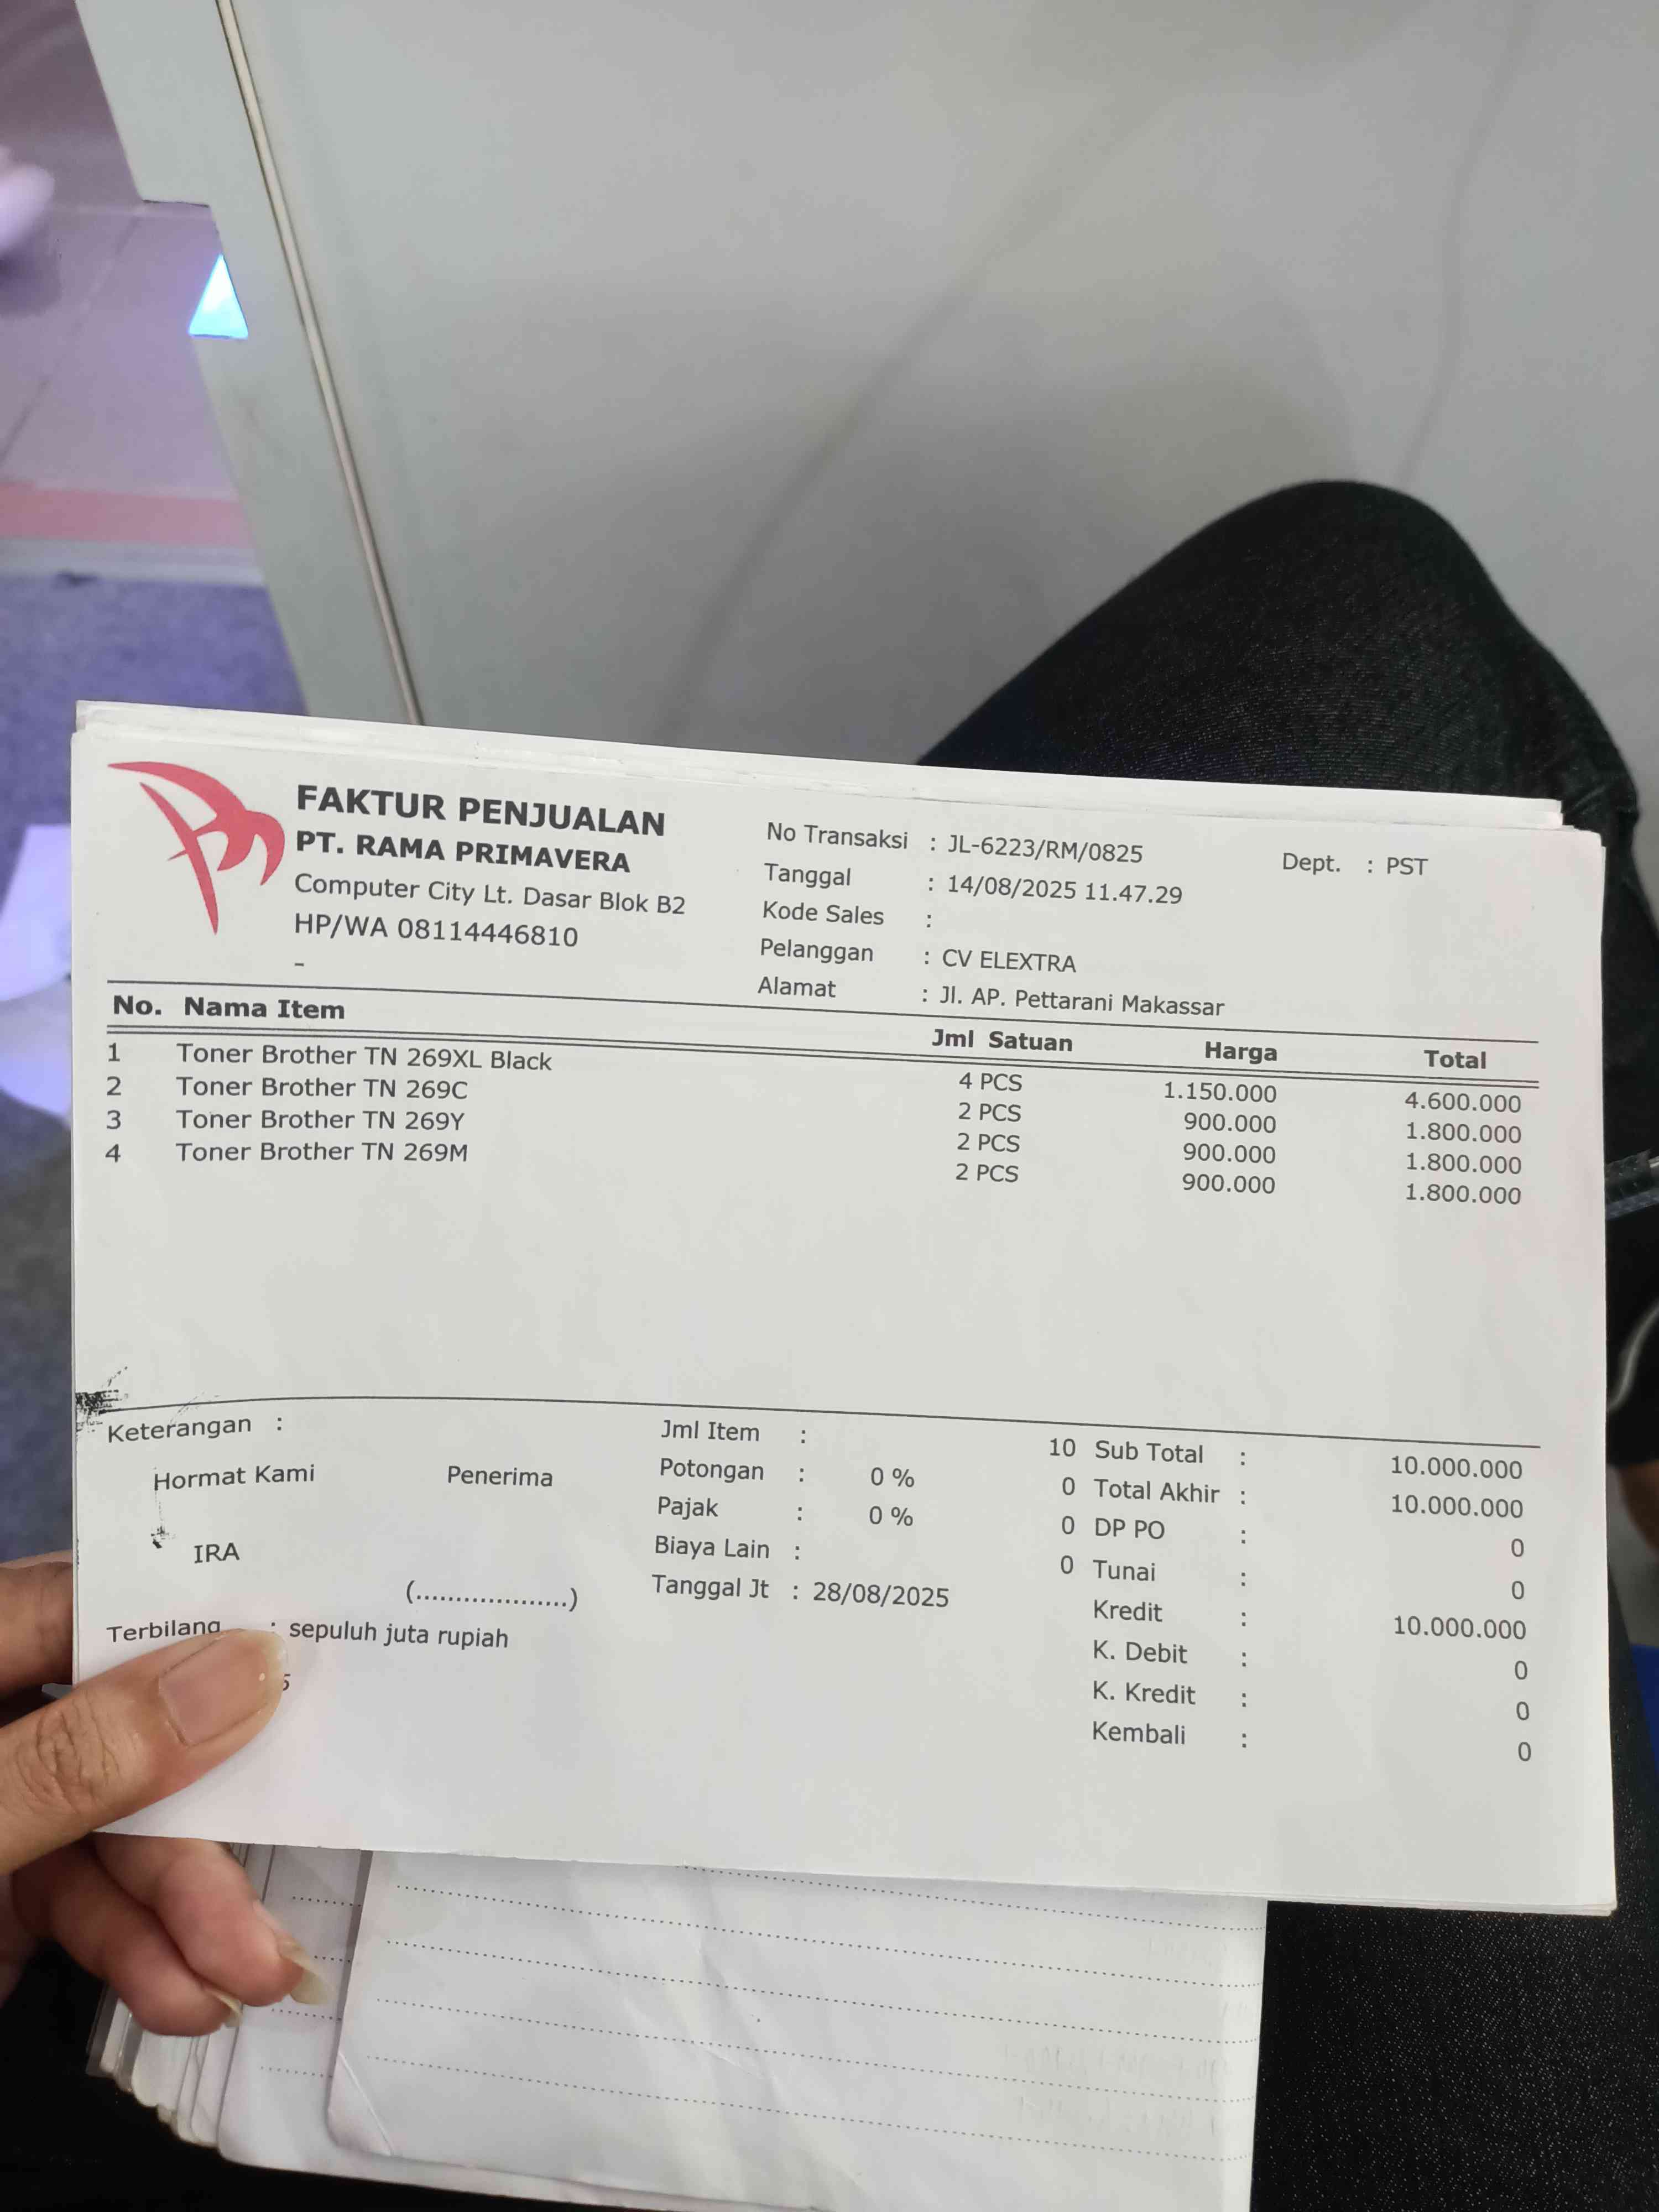 FAKTUR PENJUALAN
PT. RAMA PRIMAVERA
Computer City Lt. Dasar Blok B2
HP/WA 08114446810
-
No Transaksi : JL-6223/RM/0825
Dept. : PST
Tanggal : 14/08/2025 11.47.29
Kode Sales :
Pelanggan : CV ELEXTRA
Alamat : Jl. AP. Pettarani Makassar
No. Nama Item Jml Satuan Harga Total
1 Toner Brother TN 269XL Black 4 PCS 1.150.000 4.600.000
2 Toner Brother TN 269C 2 PCS 900.000 1.800.000
3 Toner Brother TN 269Y 2 PCS 900.000 1.800.000
4 Toner Brother TN 269M 2 PCS 900.000 1.800.000
Keterangan :
Hormat Kami Penerima
IRA
(....................)
Terbilang : sepuluh juta rupiah
Jml Item : 10
Potongan : 0 % 0
Pajak : 0 % 0
Biaya Lain : 0
Tanggal Jt : 28/08/2025
Sub Total : 10.000.000
Total Akhir : 10.000.000
DP PO : 0
Tunai : 0
Kredit : 10.000.000
K. Debit : 0
K. Kredit : 0
Kembali : 0